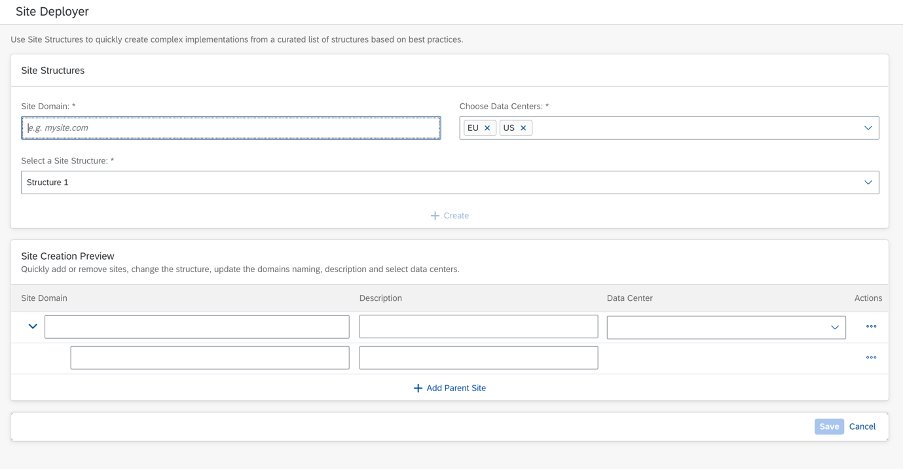 Site Deployer
Use Site Structures to quickly create complex implementations from a curated list of structures based on best practices.
Site Structures
Site Domain: *
Choose Data Centers: *
e.g. mysite.com
EU × US ×
Select a Site Structure: *
Structure 1
+ Create
Site Creation Preview
Quickly add or remove sites, change the structure, update the domains naming, description and select data centers.
Site Domain Description Data Center Actions
+ Add Parent Site
Save Cancel